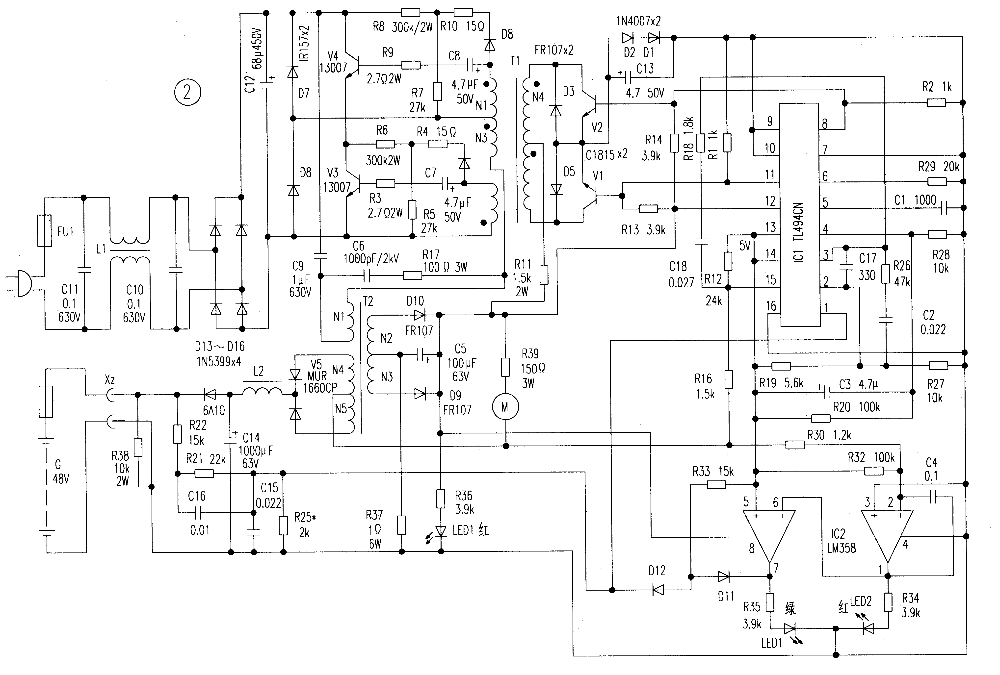 ②
FU1
C11
0.1
630V
L1
C10
0.1
630V
D13~D16
1N5399x4
C12 68μ450V
IR157x2
D7
D8
R8 300k/2W
R10 15Ω
D8
V4
13007
R9
2.7Ω2W
C8
+
4.7μF
50V
R7
27k
N1
N3
R6
300k2W
R4 15Ω
V3
13007
R3
2.7Ω2W
C7
+
4.7μF
50V
R5
27k
C9
1μF
630V
C6
1000pF/2kV
R17
100Ω 3W
T1
N4
FR107x2
D3
D5
V2
C1815x2
V1
1N4007x2
D2 D1
+ C13
4.7 50V
R14
3.9k
R18 1.8k
R1 1k
R13 3.9k
R11
1.5k
2W
C18
0.027
R12
24k
5V
9
10
11
12
13
14
15
16
IC1 TL494CN
8
7
6
5
4
3
2
1
R2 1k
R29 20k
C1 1000
R28
10k
C17
330
R26
47k
C2
0.022
R19 5.6k
R27
10k
+ C3 4.7μ
R20 100k
R16
1.5k
R30 1.2k
R32 100k
R33 15k
C4
0.1
T2
N1
N2
N3
N4
N5
D10
FR107
C5
+
100μF
63V
D9
FR107
R39
150Ω
3W
M
V5
MUR
1660CP
L2
6A10
Xz
G
48V
R38
10k
2W
R22
15k
+
C14
1000μF
63V
R21 22k
C16
0.01
C15
0.022
R25*
2k
R37
1Ω
6W
R36
3.9k
LED1 红
5 6
+ -
8
7
3 2
+ -
IC2
LM358
4
1
D12
D11
R35
3.9k
绿
LED1
红 LED2
R34
3.9k